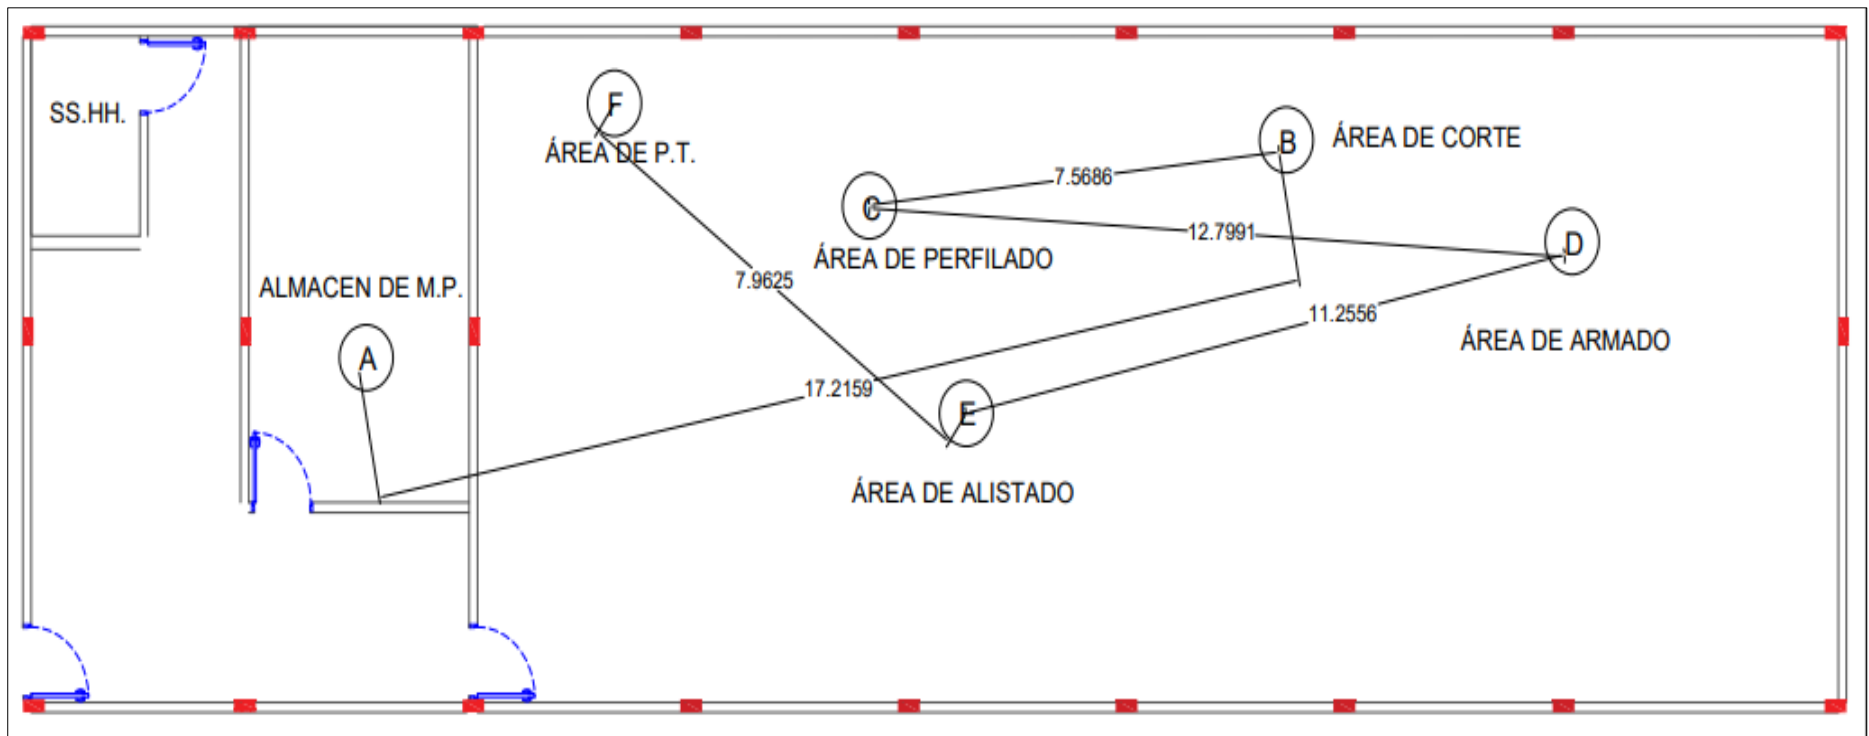 F
B
ÁREA DE CORTE
SS.HH.
ÁREA DE P.T.
7.5686
C
12.7991
D
ÁREA DE PERFILADO
ALMACEN DE M.P.
7.9625
11.2556
ÁREA DE ARMADO
A
17.2159
E
ÁREA DE ALISTADO